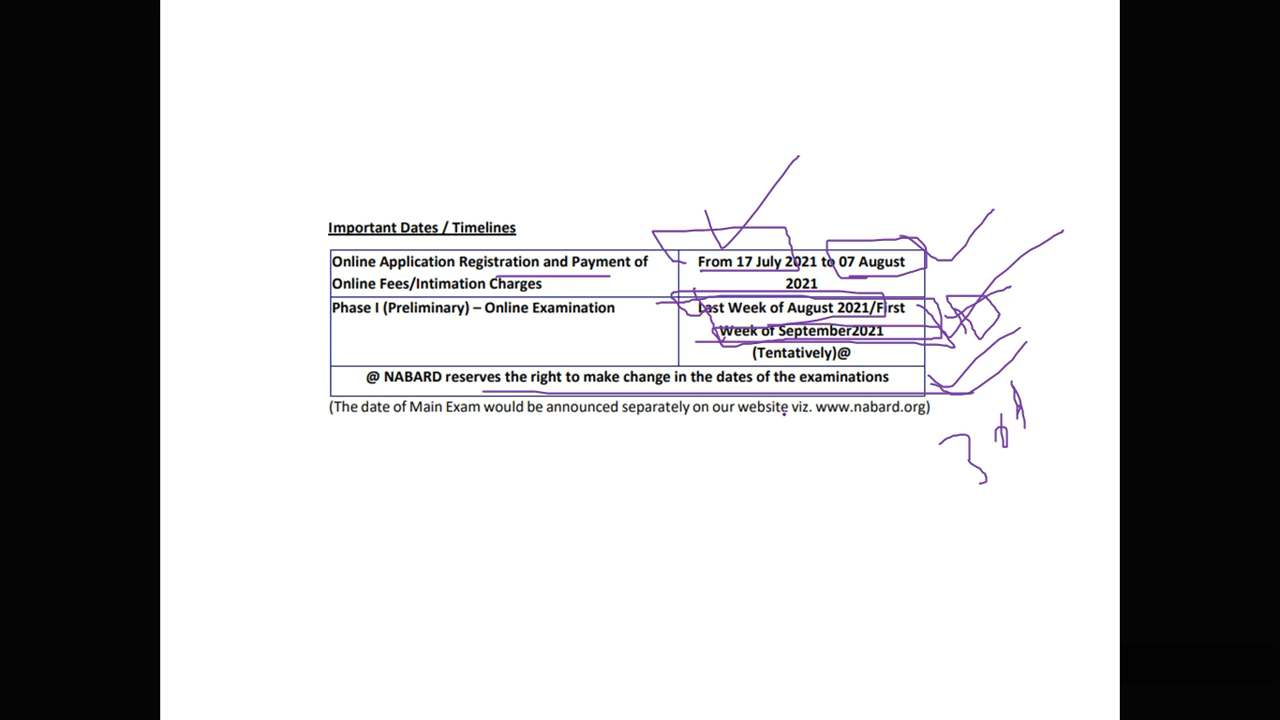 Important Dates / Timelines
Online Application Registration and Payment of
Online Fees/Intimation Charges
From 17 July 2021 to 07 August
2021
Phase I (Preliminary) – Online Examination
Last Week of August 2021/First
Week of September2021
(Tentatively)@
@ NABARD reserves the right to make change in the dates of the examinations
(The date of Main Exam would be announced separately on our website viz. www.nabard.org)